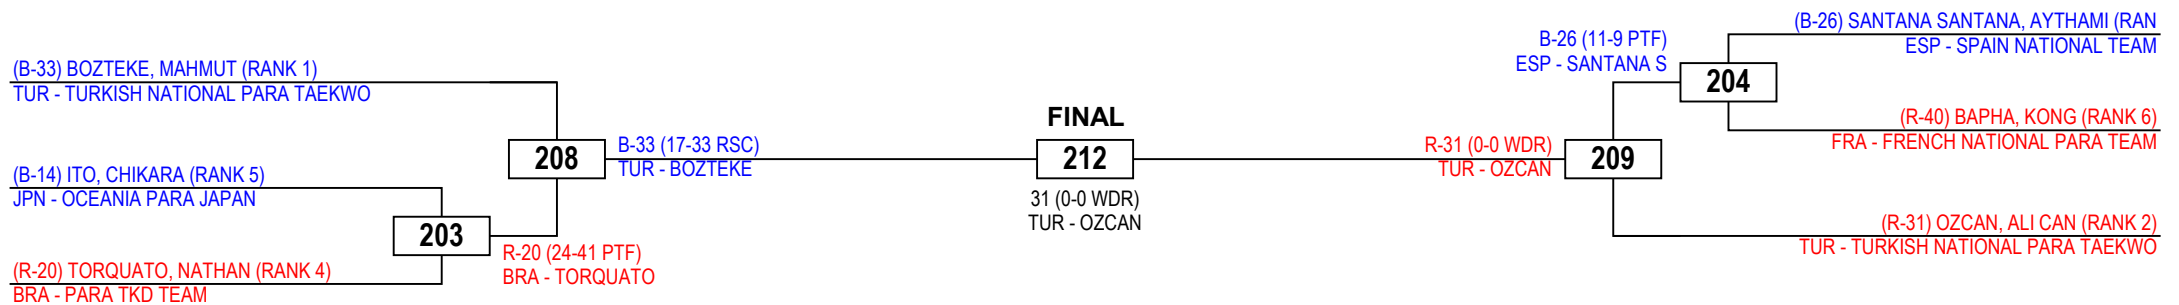 (B-33) BOZTEKE, MAHMUT (RANK 1)
TUR - TURKISH NATIONAL PARA TAEKWO
(B-14) ITO, CHIKARA (RANK 5)
JPN - OCEANIA PARA JAPAN
(R-20) TORQUATO, NATHAN (RANK 4)
BRA - PARA TKD TEAM
203
R-20 (24-41 PTF)
BRA - TORQUATO
208
B-33 (17-33 RSC)
TUR - BOZTEKE
FINAL
212
31 (0-0 WDR)
TUR - OZCAN
R-31 (0-0 WDR)
TUR - OZCAN
209
B-26 (11-9 PTF)
ESP - SANTANA S
204
(B-26) SANTANA SANTANA, AYTHAMI (RAN
ESP - SPAIN NATIONAL TEAM
(R-40) BAPHA, KONG (RANK 6)
FRA - FRENCH NATIONAL PARA TEAM
(R-31) OZCAN, ALI CAN (RANK 2)
TUR - TURKISH NATIONAL PARA TAEKWO